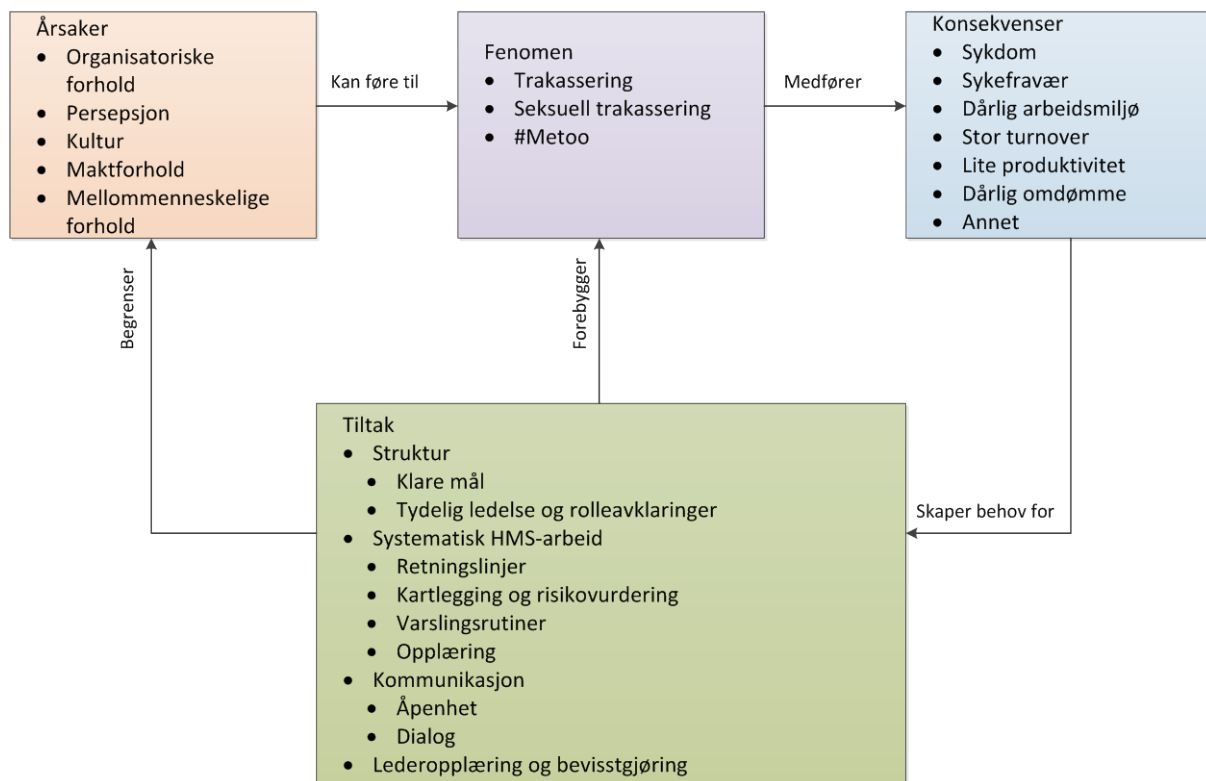 Årsaker
• Organisatoriske
forhold
• Persepsjon
• Kultur
• Maktforhold
• Mellommenneskelige
forhold
Kan føre til
Fenomen
• Trakassering
• Seksuell trakassering
• #Metoo
Medfører
Konsekvenser
• Sykdom
• Sykefravær
• Dårlig arbeidsmiljø
• Stor turnover
• Lite produktivitet
• Dårlig omdømme
• Annet
Begrenser
Forebygger
Skaper behov for
Tiltak
• Struktur
• Klare mål
• Tydelig ledelse og rolleavklaringer
• Systematisk HMS-arbeid
• Retningslinjer
• Kartlegging og risikovurdering
• Varslingsrutiner
• Opplæring
• Kommunikasjon
• Åpenhet
• Dialog
• Lederopplæring og bevisstgjøring